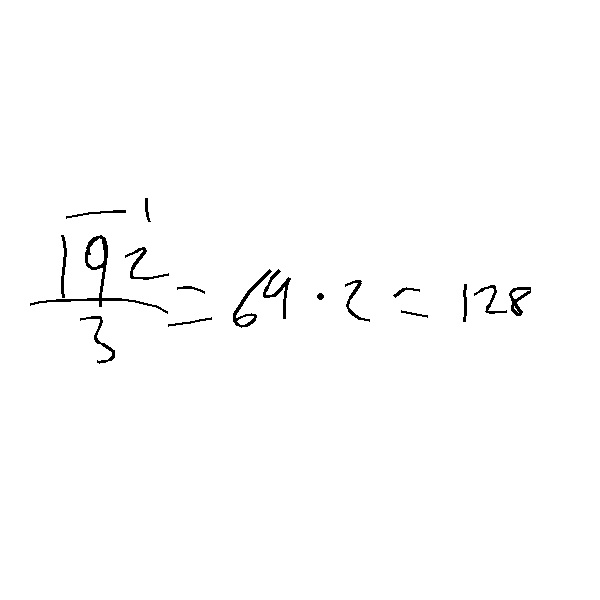 192/3 = 64 · 2 = 128